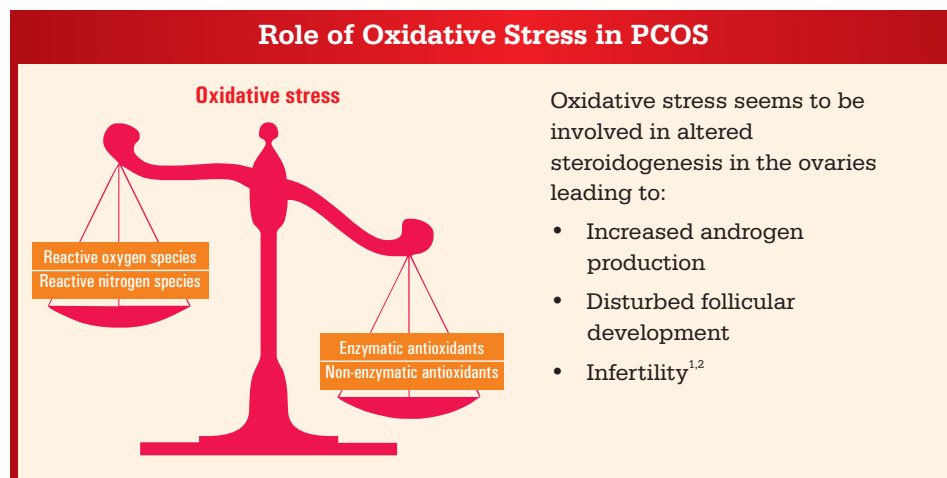 Role of Oxidative Stress in PCOS
Oxidative stress
Reactive oxygen species
Reactive nitrogen species
Enzymatic antioxidants
Non-enzymatic antioxidants
Oxidative stress seems to be
involved in altered
steroidogenesis in the ovaries
leading to:
• Increased androgen
production
• Disturbed follicular
development
• Infertility1,2